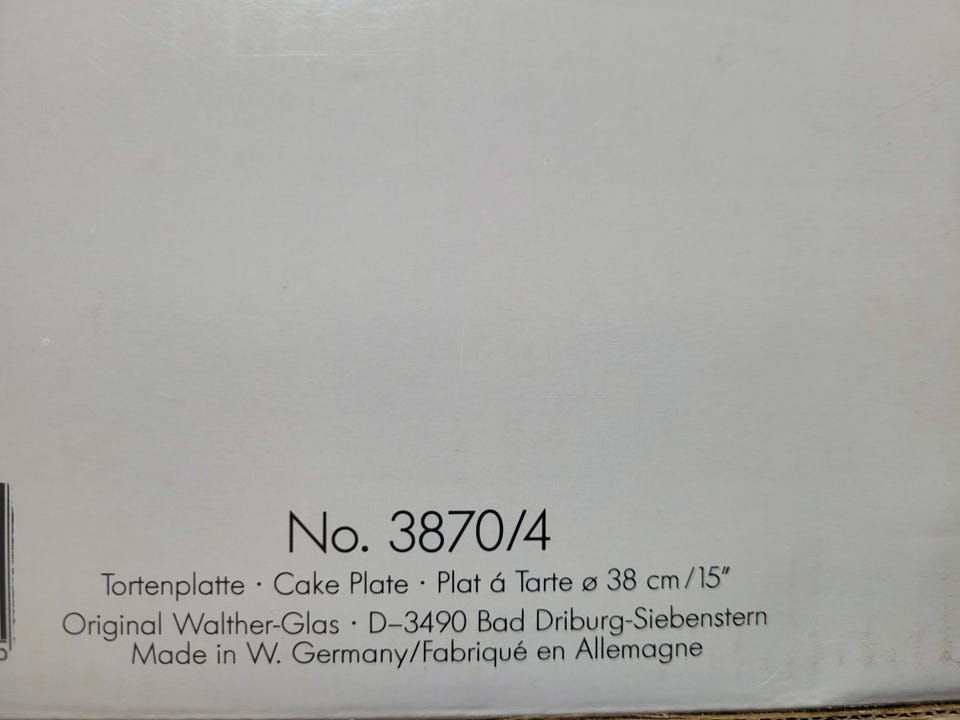 No. 3870/4
Tortenplatte · Cake Plate · Plat á Tarte ø 38 cm/15"
Original Walther-Glas · D–3490 Bad Driburg-Siebenstern
Made in W. Germany/Fabriqué en Allemagne